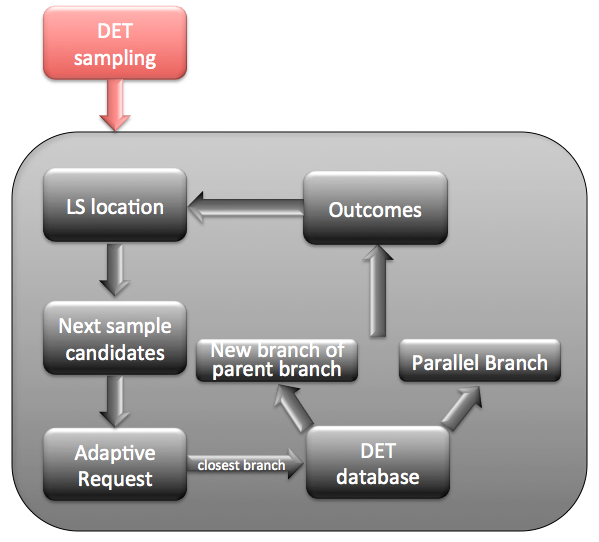 DET
sampling
LS location
Outcomes
Next sample
candidates
New branch of
parent branch
Parallel Branch
Adaptive
Request
closest branch
DET
database